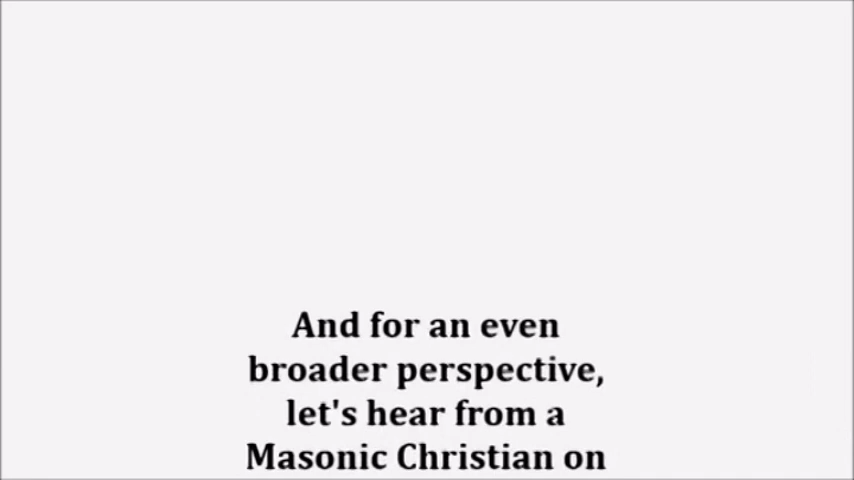 And for an even
broader perspective,
let's hear from a
Masonic Christian on